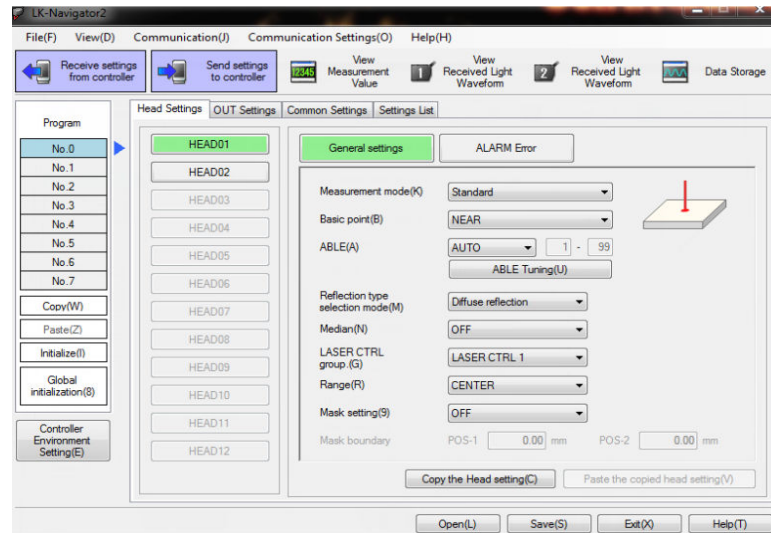 LK-Navigator2
File(F) View(D) Communication(J) Communication Settings(O) Help(H)
Receive settings
from controller
Send settings
to controller
12345
View
Measurement
Value
1
View
Received Light
Waveform
2
View
Received Light
Waveform
Data Storage
Program
No.0
No.1
No.2
No.3
No.4
No.5
No.6
No.7
Copy(W)
Paste(Z)
Initialize(I)
Global
initialization(8)
Controller
Environment
Setting(E)
Head Settings OUT Settings Common Settings Settings List
HEAD01
HEAD02
HEAD03
HEAD04
HEAD05
HEAD06
HEAD07
HEAD08
HEAD09
HEAD10
HEAD11
HEAD12
General settings ALARM Error
Measurement mode(K) Standard
Basic point(B) NEAR
ABLE(A) AUTO 1 - 99
ABLE Tuning(U)
Reflection type
selection mode(M) Diffuse reflection
Median(N) OFF
LASER CTRL
group.(G) LASER CTRL 1
Range(R) CENTER
Mask setting(9) OFF
Mask boundary POS-1 0.00 mm POS-2 0.00 mm
Copy the Head setting(C) Paste the copied head setting(V)
Open(L) Save(S) Exit(X) Help(T)